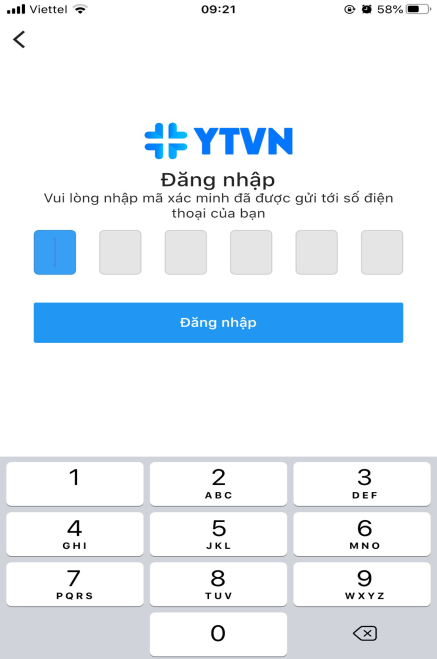 Viettel 09:21 58%
YTVN
Đăng nhập
Vui lòng nhập mã xác minh đã được gửi tới số điện
thoại của bạn
Đăng nhập
1 2 3
ABC DEF
4 5 6
GHI JKL MNO
7 8 9
PQRS TUV WXYZ
0